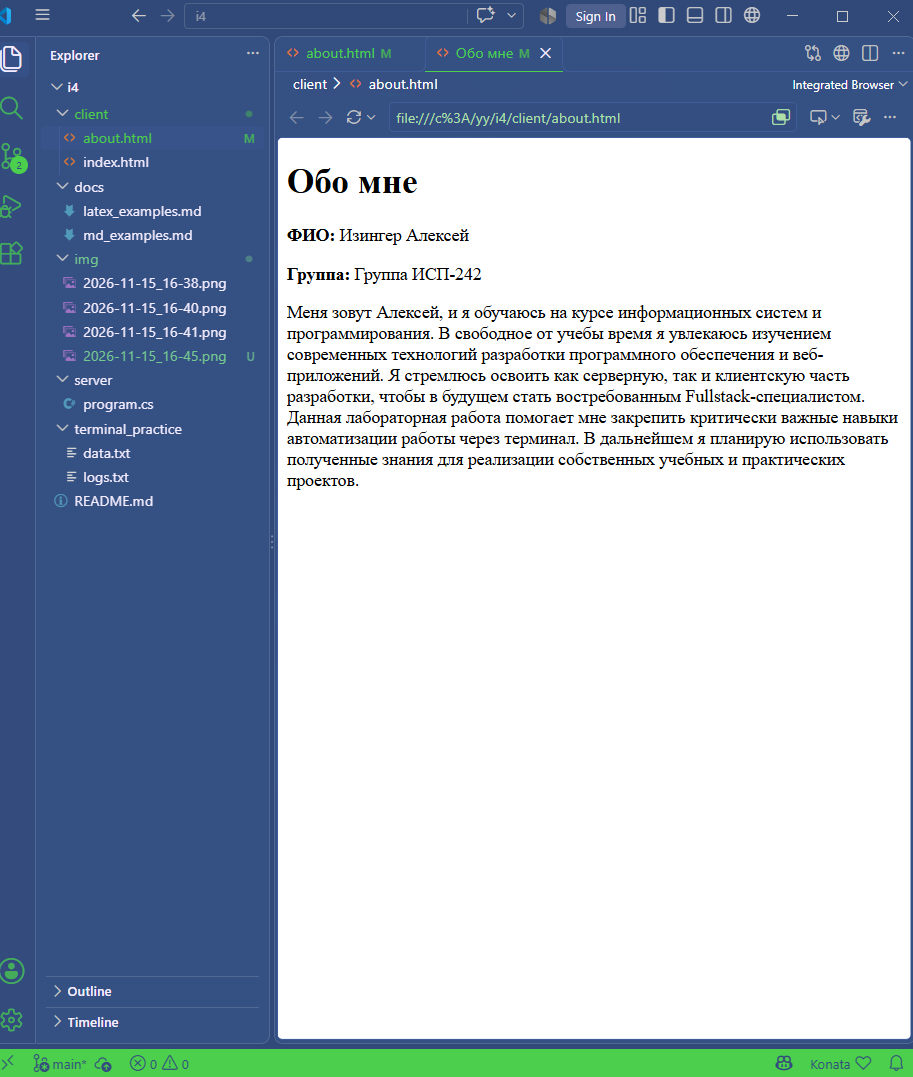 i4
Sign In
Explorer
i4
client
about.html M
index.html
docs
latex_examples.md
md_examples.md
img
2026-11-15_16-38.png
2026-11-15_16-40.png
2026-11-15_16-41.png
2026-11-15_16-45.png U
server
program.cs
terminal_practice
data.txt
logs.txt
README.md
Outline
Timeline
2
about.html M
Обо мне M
client > about.html
Integrated Browser
file:///c%3A/yy/i4/client/about.html
Обо мне
ФИО: Изингер Алексей
Группа: Группа ИСП-242
Меня зовут Алексей, и я обучаюсь на курсе информационных систем и
программирования. В свободное от учебы время я увлекаюсь изучением
современных технологий разработки программного обеспечения и веб-
приложений. Я стремлюсь освоить как серверную, так и клиентскую часть
разработки, чтобы в будущем стать востребованным Fullstack-специалистом.
Данная лабораторная работа помогает мне закрепить критически важные навыки
автоматизации работы через терминал. В дальнейшем я планирую использовать
полученные знания для реализации собственных учебных и практических
проектов.
main* 0 0
Konata